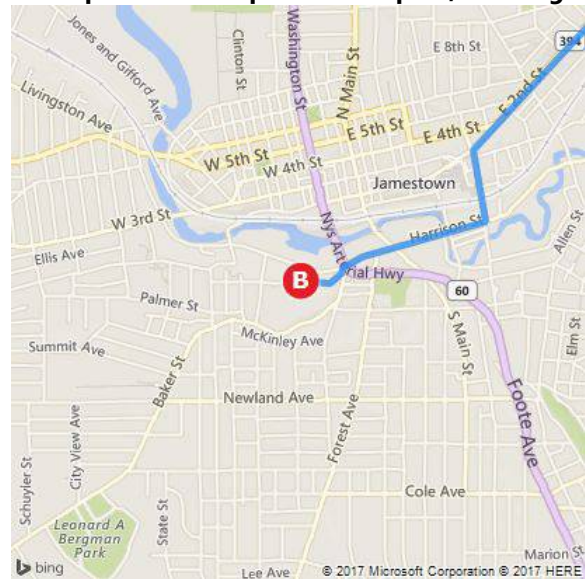 Jones and Gifford Ave
Clinton St
Washington St
N Main St
E 8th St
394
E 2nd St
Livingston Ave
E 5th St
E 4th St
W 5th St
W 4th St
Jamestown
W 3rd St
Nys Art
rial Hwy
Harrison St
Allen St
Ellis Ave
B
60
Palmer St
S Main St
Elm St
McKinley Ave
Summit Ave
Baker St
Newland Ave
Forest Ave
Foote Ave
City View Ave
Schuyler St
State St
Cole Ave
Leonard A
Bergman
Park
Marion St
Lee Ave
bing
© 2017 Microsoft Corporation © 2017 HERE